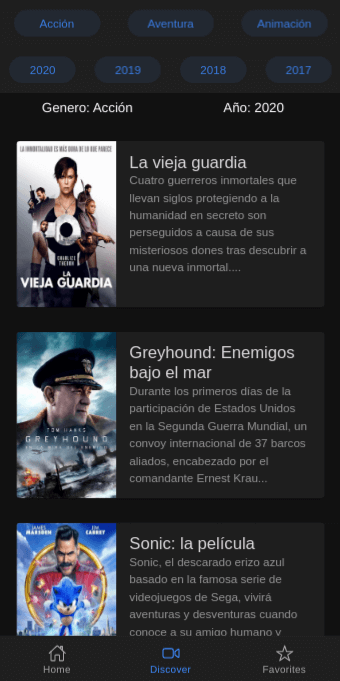 Acción Aventura Animación
2020 2019 2018 2017
Genero: Acción Año: 2020
LA INMORTALIDAD ES MÁS DURA DE LO QUE PARECE
CHARLIZE THERON
LA
VIEJA GUARDIA
La vieja guardia
Cuatro guerreros inmortales que
llevan siglos protegiendo a la
humanidad en secreto son
perseguidos a causa de sus
misteriosos dones tras descubrir a
una nueva inmortal....
TOM HANKS
GREYHOUND
Greyhound: Enemigos
bajo el mar
Durante los primeros días de la
participación de Estados Unidos
en la Segunda Guerra Mundial, un
convoy internacional de 37 barcos
aliados, encabezado por el
comandante Ernest Krau...
JAMES
MARSDEN
JIM
CARREY
Sonic: la película
Sonic, el descarado erizo azul
basado en la famosa serie de
videojuegos de Sega, vivirá
aventuras y desventuras cuando
conoce a su amigo humano y
Home Discover Favorites